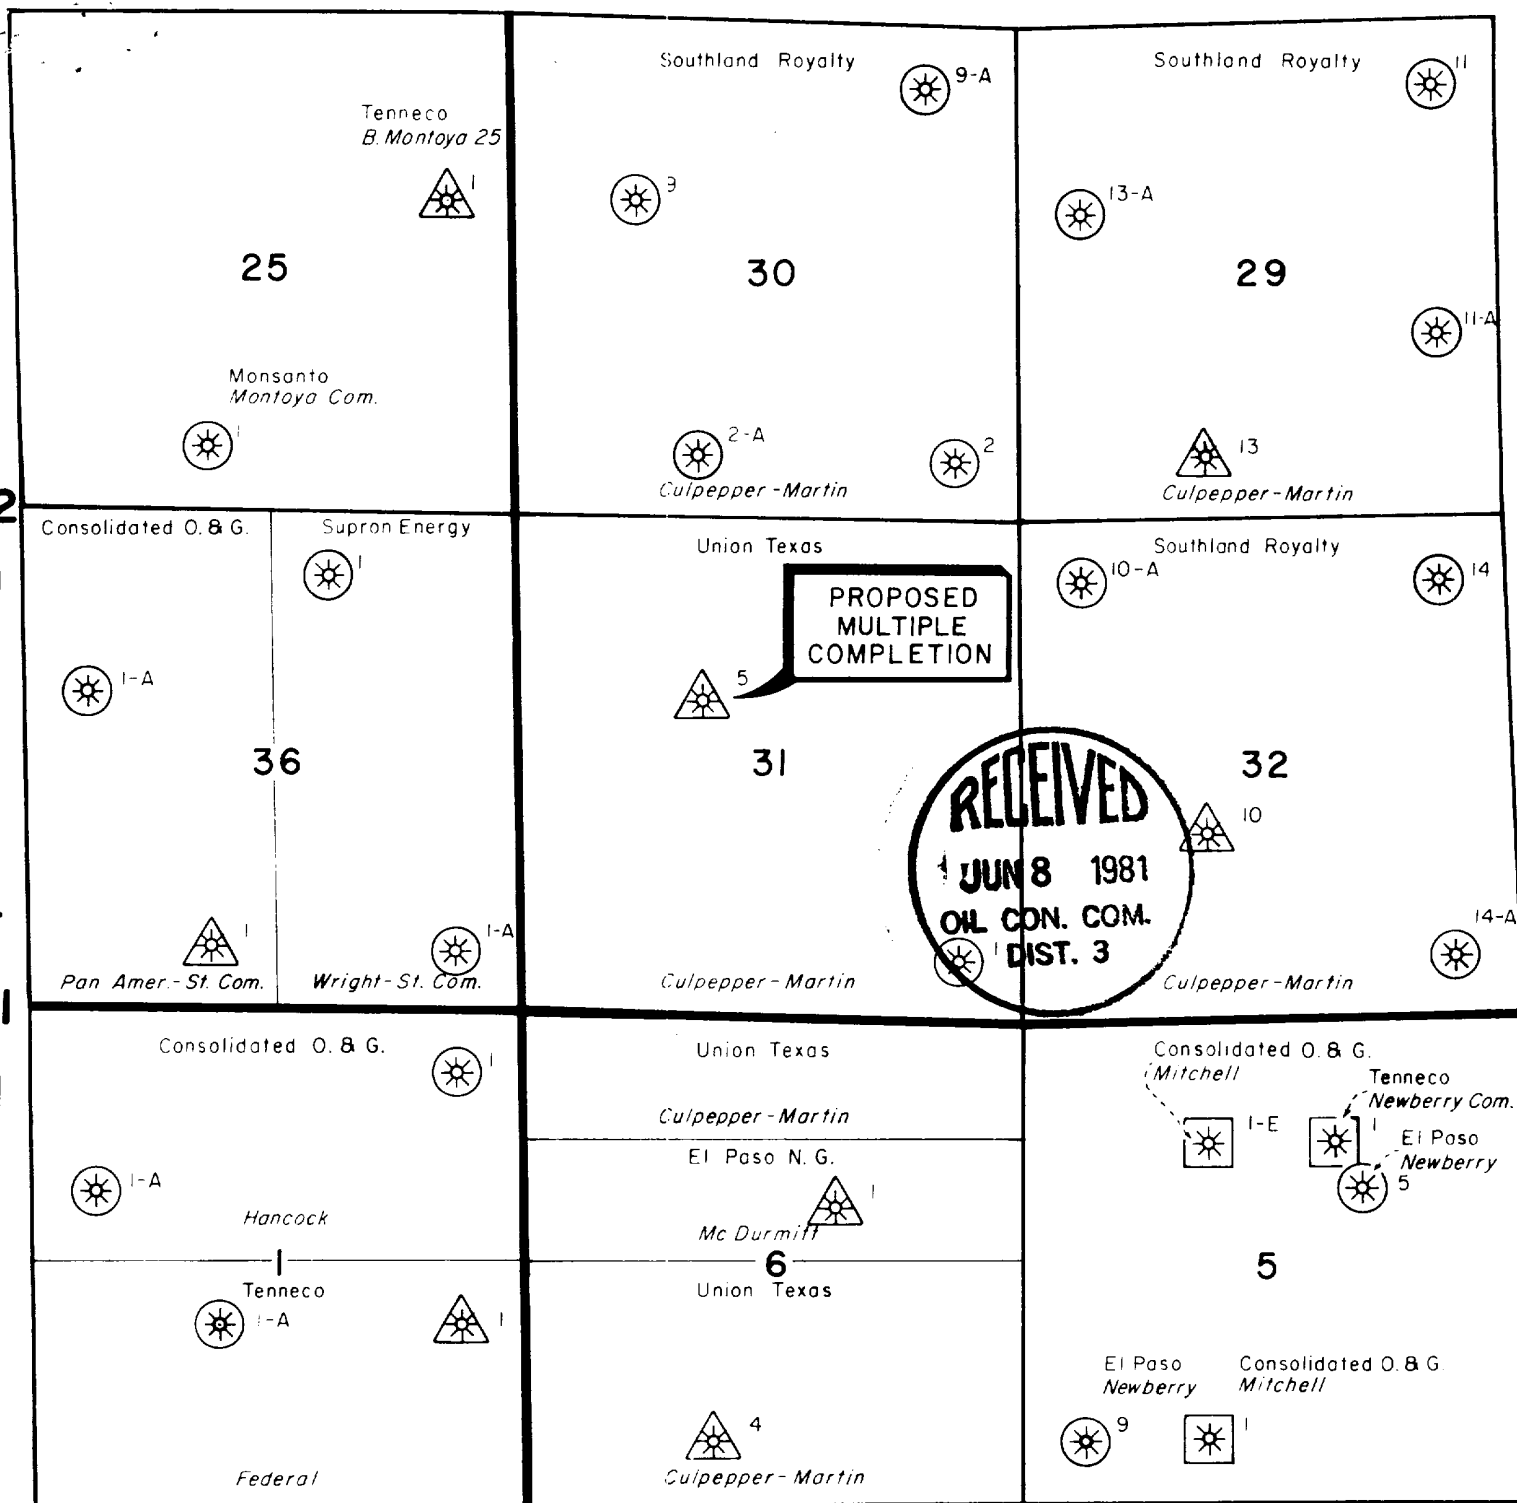 Tenneco
B. Montoya 25
1
25
Monsanto
Montoya Com.
1
Southland Royalty
9-A
9
30
2-A
2
Culpepper-Martin
Southland Royalty
11
13-A
29
11-A
13
Culpepper-Martin
2
Consolidated O. & G.
1-A
36
1
Pan Amer.-St. Com.
Supron Energy
1
1-A
Wright-St. Com.
Union Texas
PROPOSED
MULTIPLE
COMPLETION
5
31
1
Culpepper-Martin
RECEIVED
JUN 8 1981
OIL CON. COM.
DIST. 3
Southland Royalty
10-A
14
32
10
14-A
Culpepper-Martin
1
Consolidated O. & G.
1
1-A
Hancock
1
Tenneco
1-A
1
Federal
Union Texas
Culpepper-Martin
El Paso N. G.
1
Mc Durmitt
6
Union Texas
4
Culpepper-Martin
Consolidated O. & G.
Mitchell
Tenneco
Newberry Com.
1-E
1
El Paso
Newberry
5
5
El Paso
Newberry
9
Consolidated O. & G.
Mitchell
1